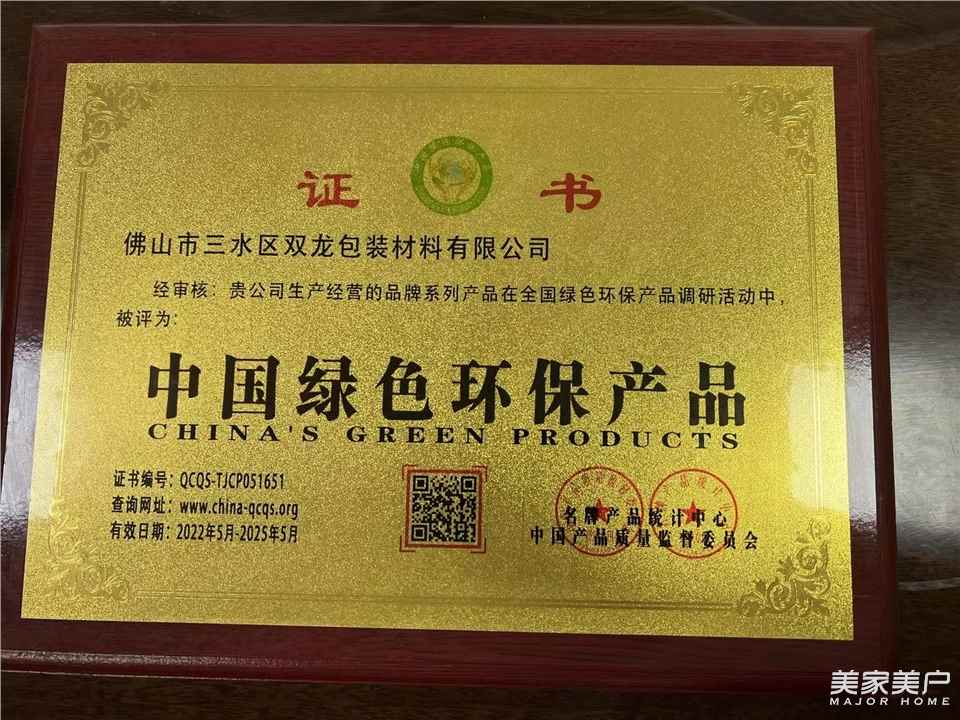 证 书
佛山市三水区双龙包装材料有限公司
经审核：贵公司生产经营的品牌系列产品在全国绿色环保产品调研活动中，
被评为：
中国绿色环保产品
CHINA'S GREEN PRODUCTS
证书编号：QCQS-TJCP051651
查询网址：www.china-qcqs.org
有效日期：2022年5月-2025年5月
名牌产品统计中心
中国产品质量监督委员会
美家美户
MAJOR HOME